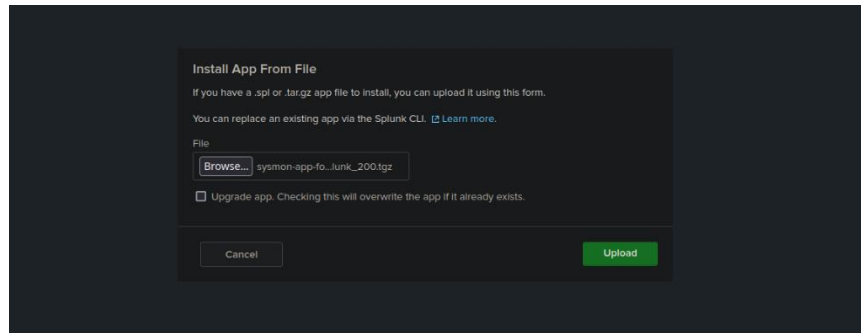 Install App From File
If you have a .spl or .tar.gz app file to install, you can upload it using this form.
You can replace an existing app via the Splunk CLI. Learn more.
File
Browse... sysmon-app-fo...lunk_200.tgz
Upgrade app. Checking this will overwrite the app if it already exists.
Cancel Upload